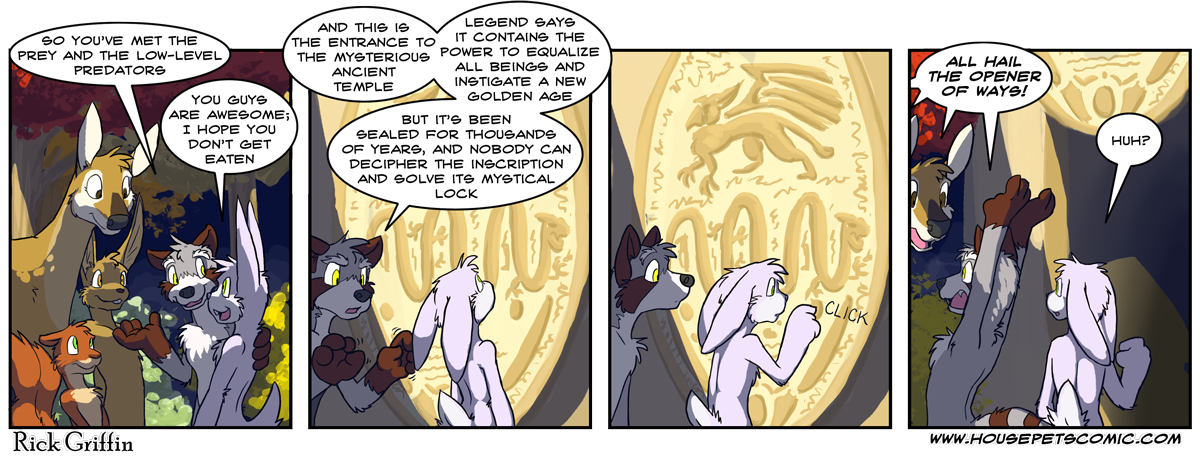 SO YOU'VE MET THE
PREY AND THE LOW-LEVEL
PREDATORS
YOU GUYS
ARE AWESOME;
I HOPE YOU
DON'T GET
EATEN
AND THIS IS
THE ENTRANCE TO
THE MYSTERIOUS
ANCIENT
TEMPLE
LEGEND SAYS
IT CONTAINS THE
POWER TO EQUALIZE
ALL BEINGS AND
INSTIGATE A NEW
GOLDEN AGE
BUT IT'S BEEN
SEALED FOR THOUSANDS
OF YEARS, AND NOBODY CAN
DECIPHER THE INSCRIPTION
AND SOLVE ITS MYSTICAL
LOCK
CLICK
ALL HAIL
THE OPENER
OF WAYS!
HUH?
Rick Griffin
WWW.HOUSEPETSCOMIC.COM